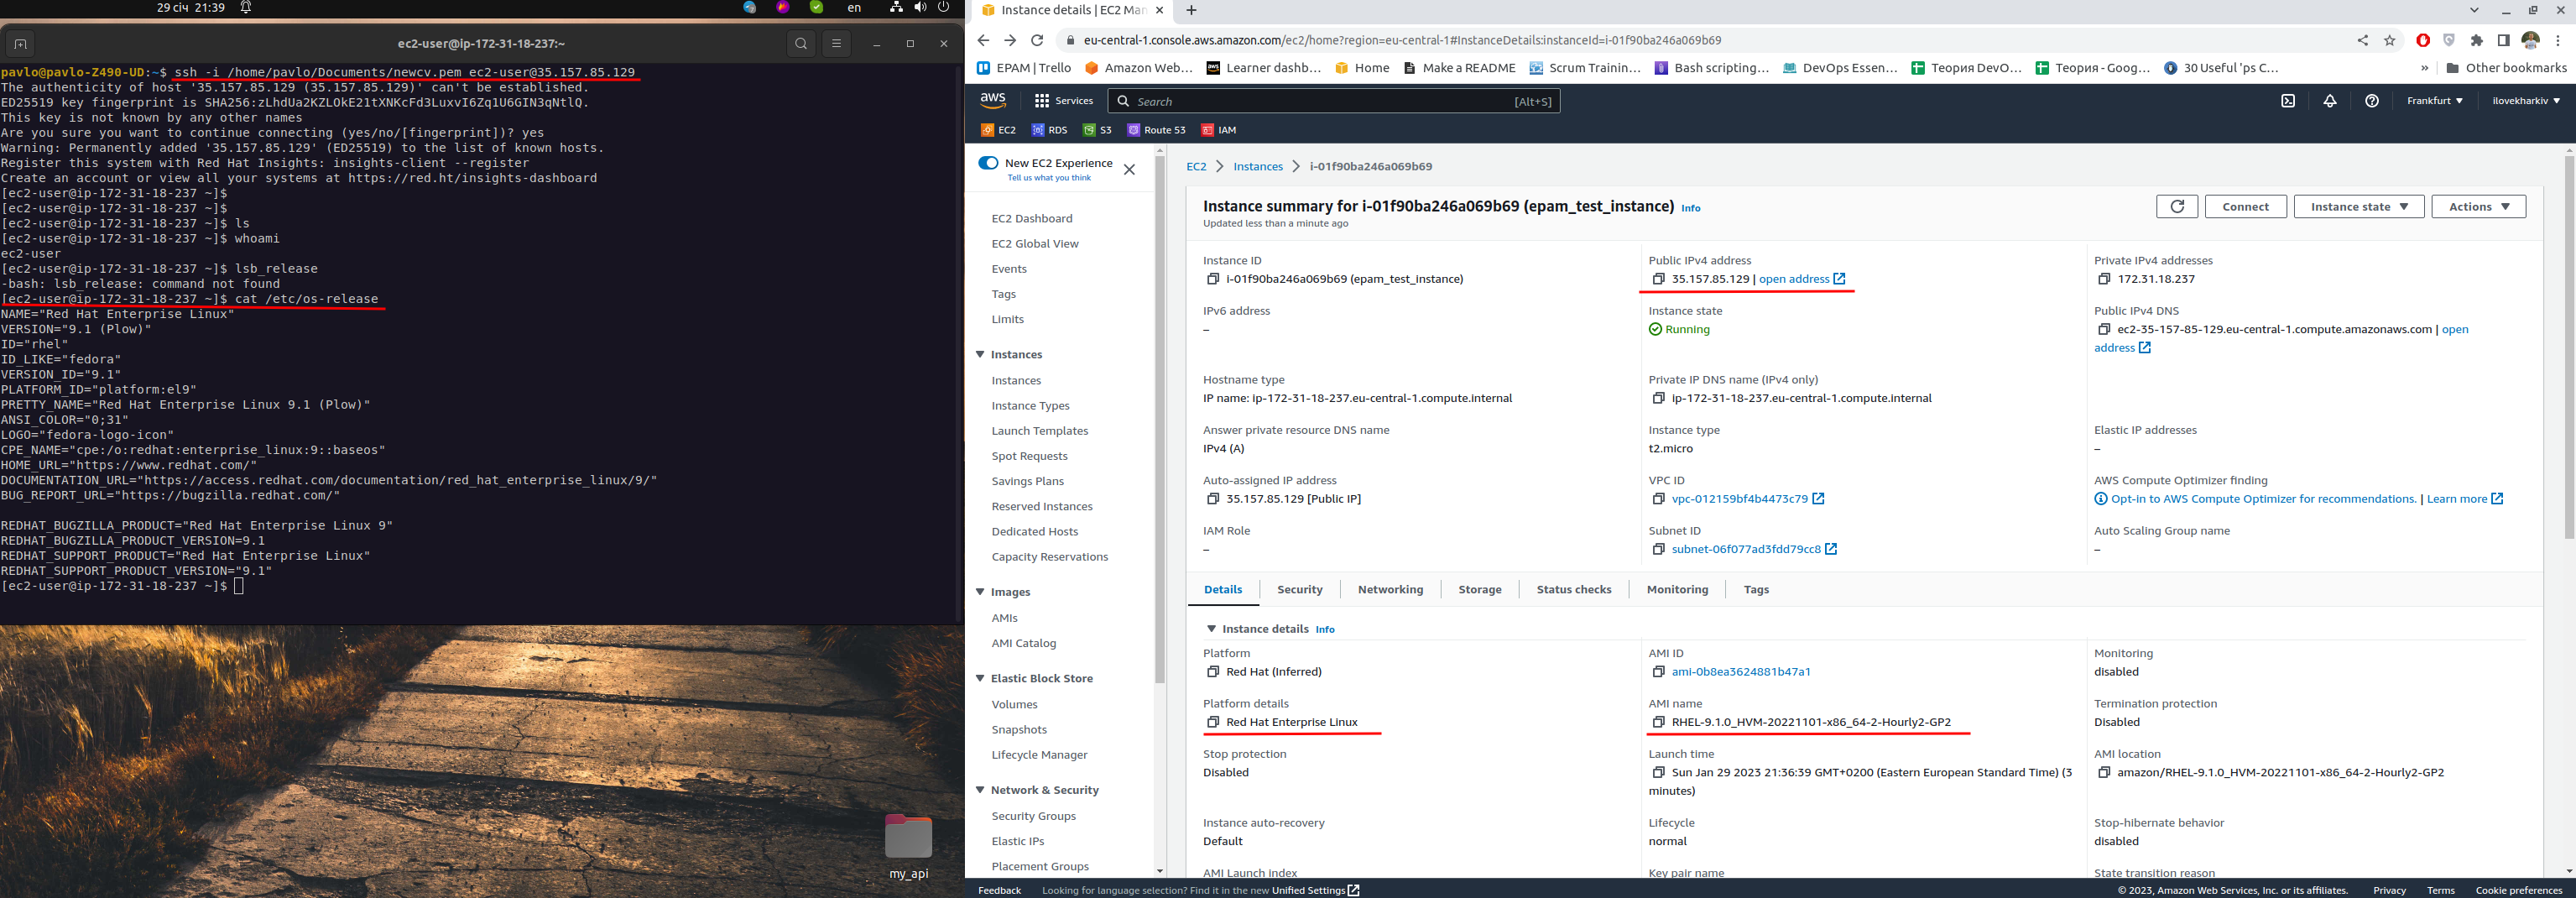 29 січ 21:39
en
ec2-user@ip-172-31-18-237:~
pavlo@pavlo-Z490-UD:~$ ssh -i /home/pavlo/Documents/newcv.pem ec2-user@35.157.85.129
The authenticity of host '35.157.85.129 (35.157.85.129)' can't be established.
ED25519 key fingerprint is SHA256:zLhdUa2KZLOkE21tXNKcFd3LuxvI6Zq1U6GIN3qNtlQ.
This key is not known by any other names
Are you sure you want to continue connecting (yes/no/[fingerprint])? yes
Warning: Permanently added '35.157.85.129' (ED25519) to the list of known hosts.
Register this system with Red Hat Insights: insights-client --register
Create an account or view all your systems at https://red.ht/insights-dashboard
[ec2-user@ip-172-31-18-237 ~]$
[ec2-user@ip-172-31-18-237 ~]$
[ec2-user@ip-172-31-18-237 ~]$ ls
[ec2-user@ip-172-31-18-237 ~]$ whoami
ec2-user
[ec2-user@ip-172-31-18-237 ~]$ lsb_release
-bash: lsb_release: command not found
[ec2-user@ip-172-31-18-237 ~]$ cat /etc/os-release
NAME="Red Hat Enterprise Linux"
VERSION="9.1 (Plow)"
ID="rhel"
ID_LIKE="fedora"
VERSION_ID="9.1"
PLATFORM_ID="platform:el9"
PRETTY_NAME="Red Hat Enterprise Linux 9.1 (Plow)"
ANSI_COLOR="0;31"
LOGO="fedora-logo-icon"
CPE_NAME="cpe:/o:redhat:enterprise_linux:9::baseos"
HOME_URL="https://www.redhat.com/"
DOCUMENTATION_URL="https://access.redhat.com/documentation/red_hat_enterprise_linux/9/"
BUG_REPORT_URL="https://bugzilla.redhat.com/"
REDHAT_BUGZILLA_PRODUCT="Red Hat Enterprise Linux 9"
REDHAT_BUGZILLA_PRODUCT_VERSION=9.1
REDHAT_SUPPORT_PRODUCT="Red Hat Enterprise Linux"
REDHAT_SUPPORT_PRODUCT_VERSION="9.1"
[ec2-user@ip-172-31-18-237 ~]$
my_api
Instance details | EC2 Man
eu-central-1.console.aws.amazon.com/ec2/home?region=eu-central-1#InstanceDetails:instanceId=i-01f90ba246a069b69
EPAM | Trello Amazon Web... Learner dashb... Home Make a README Scrum Trainin... Bash scripting... DevOps Essen... Теория DevO... Теория - Goog... 30 Useful 'ps C... » Other bookmarks
aws Services Search [Alt+S] Frankfurt ilovekharkiv
EC2 RDS S3 Route 53 IAM
New EC2 Experience
Tell us what you think
EC2 Dashboard
EC2 Global View
Events
Tags
Limits
Instances
Instances
Instance Types
Launch Templates
Spot Requests
Savings Plans
Reserved Instances
Dedicated Hosts
Capacity Reservations
Images
AMIs
AMI Catalog
Elastic Block Store
Volumes
Snapshots
Lifecycle Manager
Network & Security
Security Groups
Elastic IPs
Placement Groups
EC2 Instances i-01f90ba246a069b69
Instance summary for i-01f90ba246a069b69 (epam_test_instance) Info
Updated less than a minute ago
Connect Instance state Actions
Instance ID
i-01f90ba246a069b69 (epam_test_instance)
Public IPv4 address
35.157.85.129 | open address
Private IPv4 addresses
172.31.18.237
IPv6 address
–
Instance state
Running
Public IPv4 DNS
ec2-35-157-85-129.eu-central-1.compute.amazonaws.com | open
address
Hostname type
IP name: ip-172-31-18-237.eu-central-1.compute.internal
Private IP DNS name (IPv4 only)
ip-172-31-18-237.eu-central-1.compute.internal
Answer private resource DNS name
IPv4 (A)
Instance type
t2.micro
Elastic IP addresses
–
Auto-assigned IP address
35.157.85.129 [Public IP]
VPC ID
vpc-012159bf4b4473c79
AWS Compute Optimizer finding
Opt-in to AWS Compute Optimizer for recommendations. | Learn more
IAM Role
–
Subnet ID
subnet-06f077ad3fdd79cc8
Auto Scaling Group name
–
Details Security Networking Storage Status checks Monitoring Tags
Instance details Info
Platform
Red Hat (Inferred)
AMI ID
ami-0b8ea3624881b47a1
Monitoring
disabled
Platform details
Red Hat Enterprise Linux
AMI name
RHEL-9.1.0_HVM-20221101-x86_64-2-Hourly2-GP2
Termination protection
Disabled
Stop protection
Disabled
Launch time
Sun Jan 29 2023 21:36:39 GMT+0200 (Eastern European Standard Time) (3
minutes)
AMI location
amazon/RHEL-9.1.0_HVM-20221101-x86_64-2-Hourly2-GP2
Instance auto-recovery
Default
Lifecycle
normal
Stop-hibernate behavior
disabled
AMI Launch index
Key pair name
State transition reason
Feedback Looking for language selection? Find it in the new Unified Settings © 2023, Amazon Web Services, Inc. or its affiliates. Privacy Terms Cookie preferences